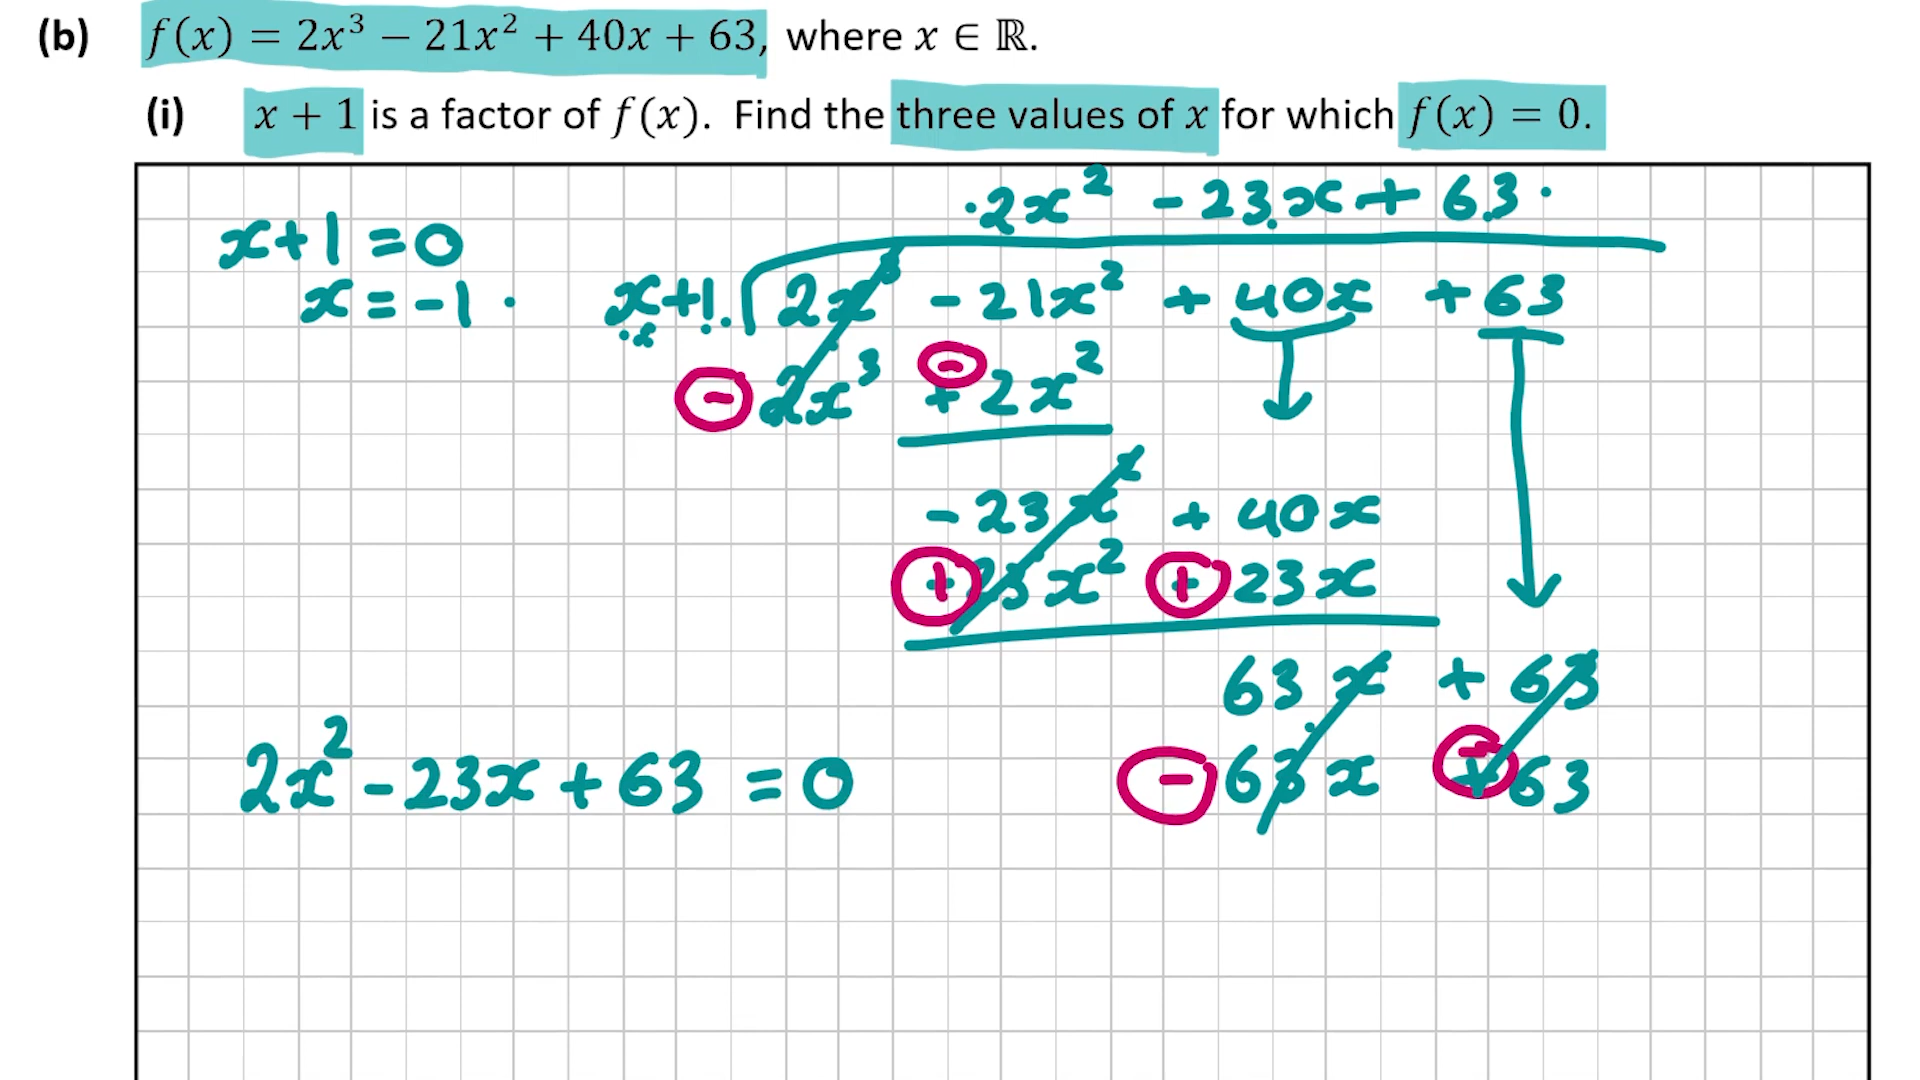 (b) f(x) = 2x³ − 21x² + 40x + 63, where x ∈ ℝ.
(i) x + 1 is a factor of f(x). Find the three values of x for which f(x) = 0.
2x² - 23x + 63
x+1 = 0
x = -1
x+1 2x³ - 21x² + 40x + 63
- 2x³ + 2x²
-
- 23x² + 40x
+ 23x² + 23x
63x + 63
- 63x - 63
2x² - 23x + 63 = 0